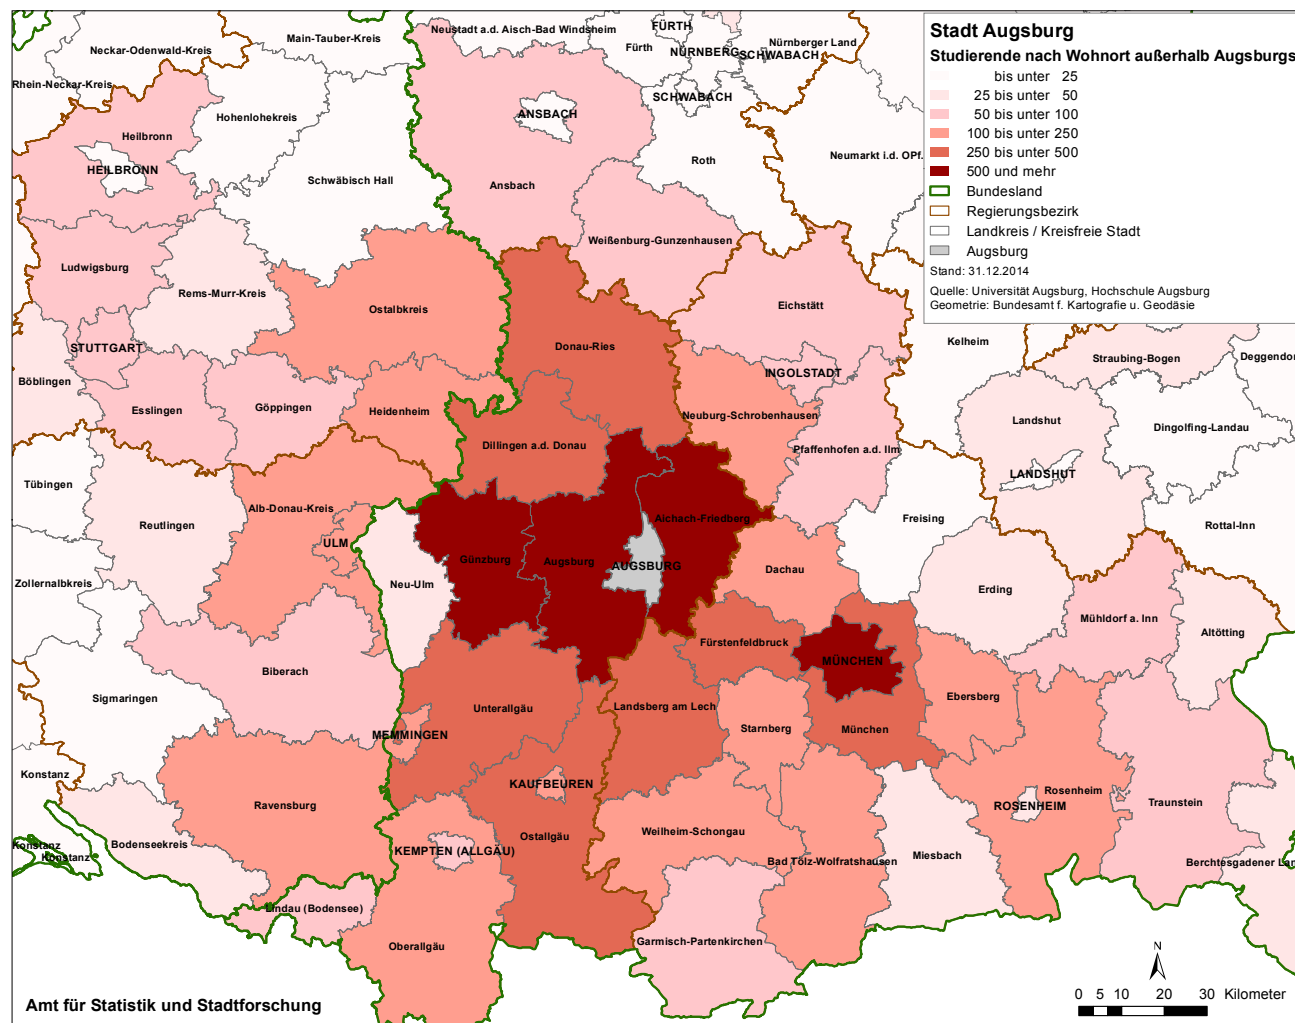 Stadt Augsburg
Studierende nach Wohnort außerhalb Augsburgs
bis unter 25
25 bis unter 50
50 bis unter 100
100 bis unter 250
250 bis unter 500
500 und mehr
Bundesland
Regierungsbezirk
Landkreis / Kreisfreie Stadt
Augsburg
Stand: 31.12.2014
Quelle: Universität Augsburg, Hochschule Augsburg
Geometrie: Bundesamt f. Kartografie u. Geodäsie
Neckar-Odenwald-Kreis
Main-Tauber-Kreis
Neustadt a.d. Aisch-Bad Windsheim
FÜRTH
Fürth
NÜRNBERG
Nürnberger Land
SCHWABACH
Rhein-Neckar-Kreis
SCHWABACH
Hohenlohekreis
ANSBACH
Heilbronn
HEILBRONN
Roth
Neumarkt i.d. OPf.
Schwäbisch Hall
Ansbach
Weißenburg-Gunzenhausen
Ludwigsburg
Rems-Murr-Kreis
Ostalbkreis
Eichstätt
STUTTGART
Donau-Ries
Kelheim
Straubing-Bogen
Deggendor
Böblingen
INGOLSTADT
Esslingen
Göppingen
Heidenheim
Neuburg-Schrobenhausen
Landshut
Dingolfing-Landau
Dillingen a.d. Donau
Pfaffenhofen a.d. Ilm
LANDSHUT
Tübingen
Reutlingen
Alb-Donau-Kreis
Aichach-Friedberg
Freising
Rottal-Inn
ULM
Günzburg
Augsburg
AUGSBURG
Dachau
Zollernalbkreis
Neu-Ulm
Erding
Mühldorf a. Inn
Altötting
Fürstenfeldbruck
MÜNCHEN
Biberach
Sigmaringen
Unterallgäu
Landsberg am Lech
Ebersberg
MEMMINGEN
Starnberg
München
Konstanz
KAUFBEUREN
Rosenheim
ROSENHEIM
Traunstein
Ravensburg
Ostallgäu
Weilheim-Schongau
Bodenseekreis
Konstanz
Konstanz
KEMPTEN (ALLGÄU)
Bad Tölz-Wolfratshausen
Miesbach
Berchtesgadener Lan
Lindau (Bodensee)
Oberallgäu
Garmisch-Partenkirchen
N
0 5 10 20 30 Kilometer
Amt für Statistik und Stadtforschung